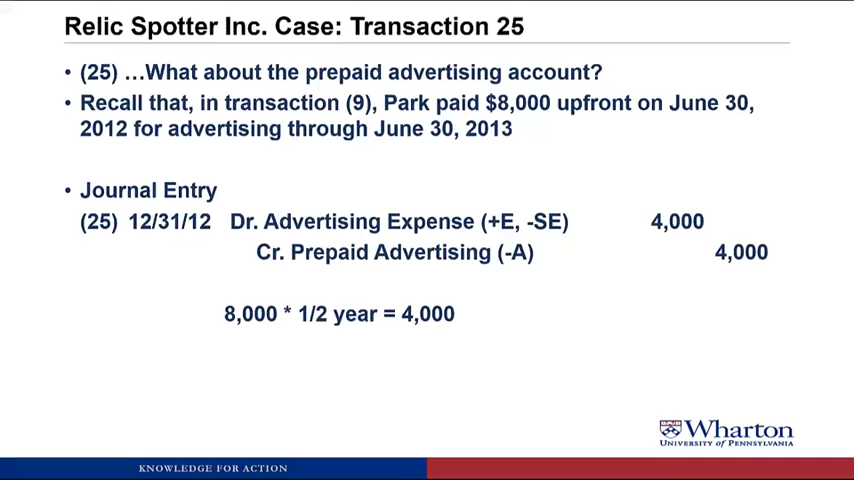 Relic Spotter Inc. Case: Transaction 25
• (25) …What about the prepaid advertising account?
• Recall that, in transaction (9), Park paid $8,000 upfront on June 30,
2012 for advertising through June 30, 2013
• Journal Entry
(25) 12/31/12 Dr. Advertising Expense (+E, -SE) 4,000
Cr. Prepaid Advertising (-A) 4,000
8,000 * 1/2 year = 4,000
Wharton
UNIVERSITY of PENNSYLVANIA
KNOWLEDGE FOR ACTION